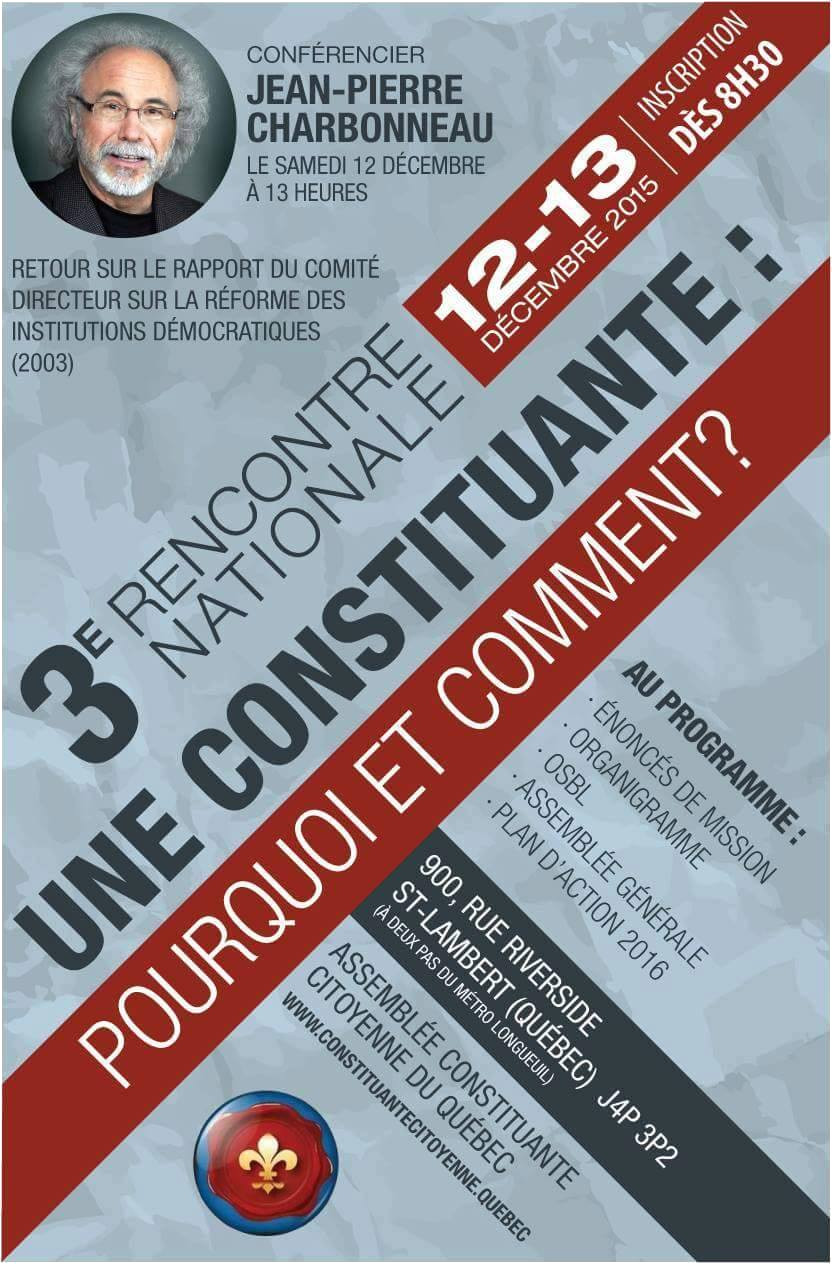 CONFÉRENCIER
JEAN-PIERRE
CHARBONNEAU
LE SAMEDI 12 DÉCEMBRE
À 13 HEURES
RETOUR SUR LE RAPPORT DU COMITÉ
DIRECTEUR SUR LA RÉFORME DES
INSTITUTIONS DÉMOCRATIQUES
(2003)
12-13
DÉCEMBRE 2015
INSCRIPTION
DÈS 8H30
3E RENCONTRE
NATIONALE
UNE CONSTITUANTE :
POURQUOI ET COMMENT?
AU PROGRAMME :
· ÉNONCÉS DE MISSION
· ORGANIGRAMME
· OSBL
· ASSEMBLÉE GÉNÉRALE
· PLAN D'ACTION 2016
900, RUE RIVERSIDE
ST-LAMBERT (QUÉBEC) J4P 3P2
(À DEUX PAS DU MÉTRO LONGUEUIL)
ASSEMBLÉE CONSTITUANTE
CITOYENNE DU QUÉBEC
WWW.CONSTITUANTECITOYENNE.QUEBEC